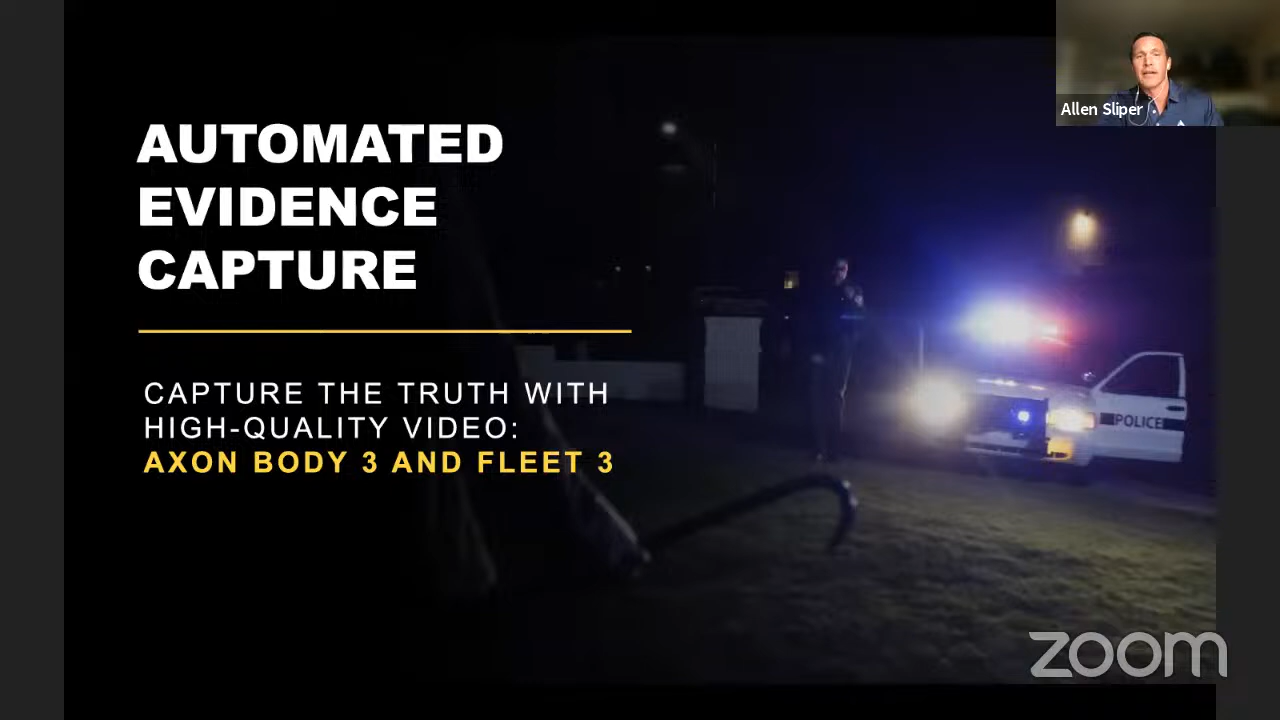 Allen Sliper
AUTOMATED
EVIDENCE
CAPTURE
CAPTURE THE TRUTH WITH
HIGH-QUALITY VIDEO:
AXON BODY 3 AND FLEET 3
POLICE
zoom